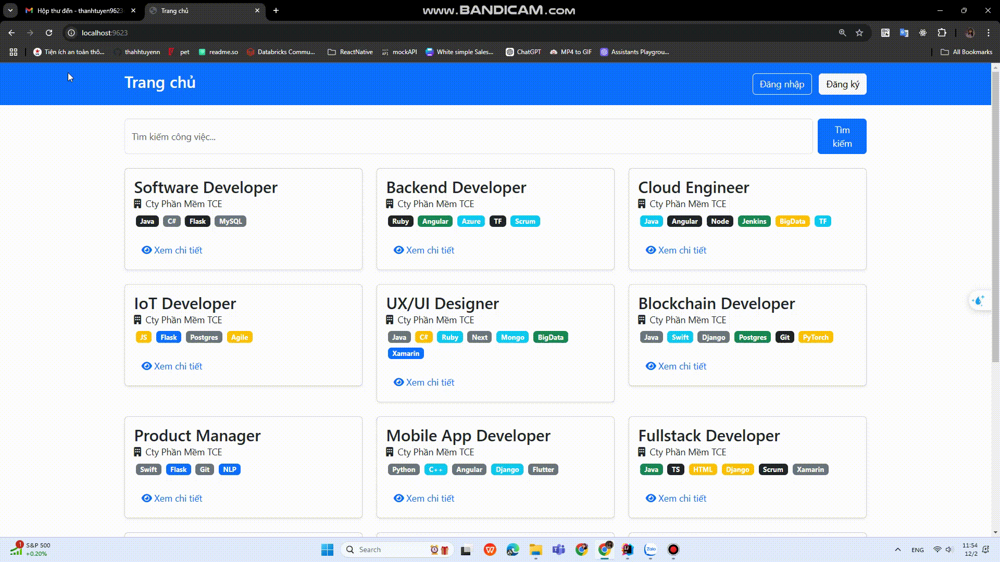 Hộp thư đến - thanhtuyen9623
Trang chủ
www.BANDICAM.com
localhost:9623
Tiện ích an toàn thô...
thahhtuyenn
pet
readme.so
Databricks Commu...
ReactNative
mockAPI
White simple Sales...
ChatGPT
MP4 to GIF
Assistants Playgrou...
All Bookmarks
Trang chủ
Đăng nhập
Đăng ký
Tìm kiếm công việc...
Tìm
kiếm
Software Developer
Cty Phần Mềm TCE
Java C# Flask MySQL
Xem chi tiết
Backend Developer
Cty Phần Mềm TCE
Ruby Angular Azure TF Scrum
Xem chi tiết
Cloud Engineer
Cty Phần Mềm TCE
Java Angular Node Jenkins BigData TF
Xem chi tiết
IoT Developer
Cty Phần Mềm TCE
JS Flask Postgres Agile
Xem chi tiết
UX/UI Designer
Cty Phần Mềm TCE
Java C# Ruby Next Mongo BigData
Xamarin
Xem chi tiết
Blockchain Developer
Cty Phần Mềm TCE
Java Swift Django Postgres Git PyTorch
Xem chi tiết
Product Manager
Cty Phần Mềm TCE
Swift Flask Git NLP
Xem chi tiết
Mobile App Developer
Cty Phần Mềm TCE
Python C++ Angular Django Flutter
Xem chi tiết
Fullstack Developer
Cty Phần Mềm TCE
Java TS HTML Django Scrum Xamarin
Xem chi tiết
1
S&P 500
+0.20%
Search
Zalo
ENG
11:54
12/2